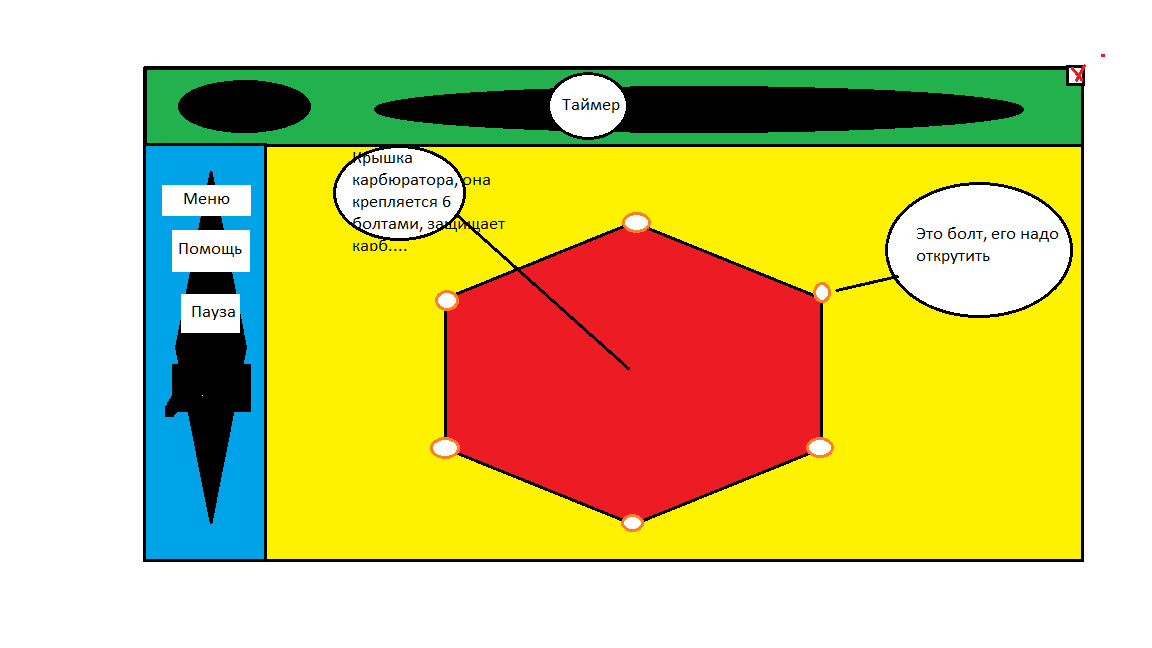 Таймер
Крышка
карбюратора, она
крепляется 6
болтами, защищает
карб....
Меню
Помощь
Пауза
Это болт, его надо
открутить